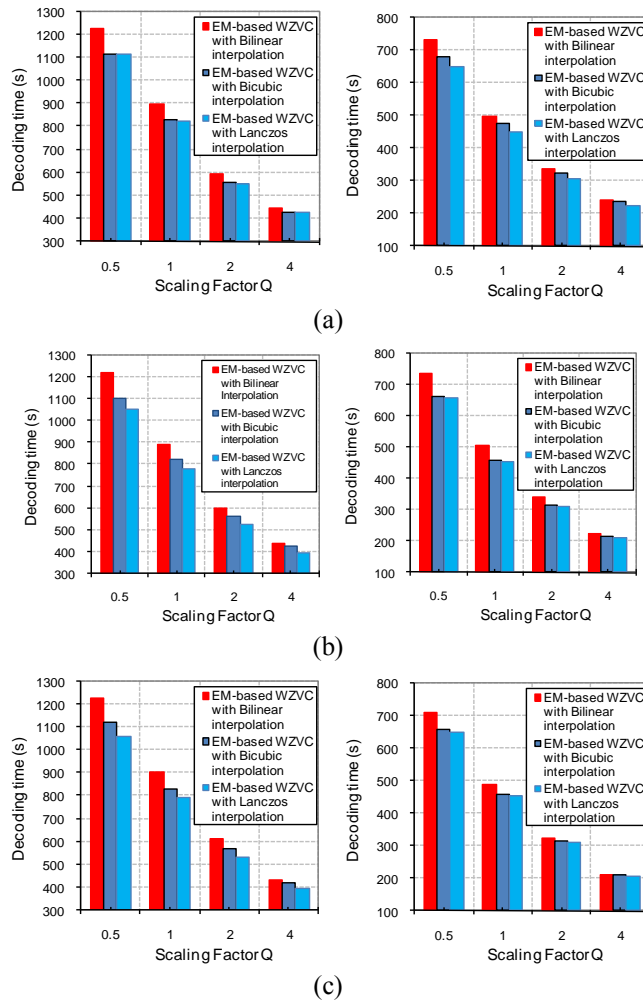 1300
1200
1100
1000
900
800
700
600
500
400
300
Decoding time (s)
EM-based WZVC
with Bilinear
interpolation
EM-based WZVC
with Bicubic
interpolation
EM-based WZVC
with Lanczos
interpolation
0.5 1 2 4
Scaling Factor Q
800
700
600
500
400
300
200
100
Decoding time (s)
EM-based WZVC
with Bilinear interpolation
EM-based WZVC
with Bicubic
interpolation
EM-based WZVC
with Lanczos
interpolation
0.5 1 2 4
Scaling Factor Q
(a)
1300
1200
1100
1000
900
800
700
600
500
400
300
Decoding time (s)
EM-based WZVC
with Bilinear
Interpolation
EM-based WZVC
with Bicubic
interpolation
EM-based WZVC
with Lanczos
interpolation
0.5 1 2 4
Scaling Factor Q
800
700
600
500
400
300
200
100
Decoding time (s)
EM-based WZVC
with Bilinear
interpolation
EM-based WZVC
with Bicubic
interpolation
EM-based WZVC
with Lanczos
interpolation
0.5 1 2 4
Scaling Factor Q
(b)
1300
1200
1100
1000
900
800
700
600
500
400
300
Decoding time (s)
EM-based WZVC
with Bilinear
interpolation
EM-based WZVC
with Bicubic
interpolation
EM-based WZVC
with Lanczos
interpolation
0.5 1 2 4
Scaling Factor Q
800
700
600
500
400
300
200
100
Decoding time (s)
EM-based WZVC
with Bilinear
interpolation
EM-based WZVC
with Bicubic
interpolation
EM-based WZVC
with Lanczos
interpolation
0.5 1 2 4
Scaling Factor Q
(c)